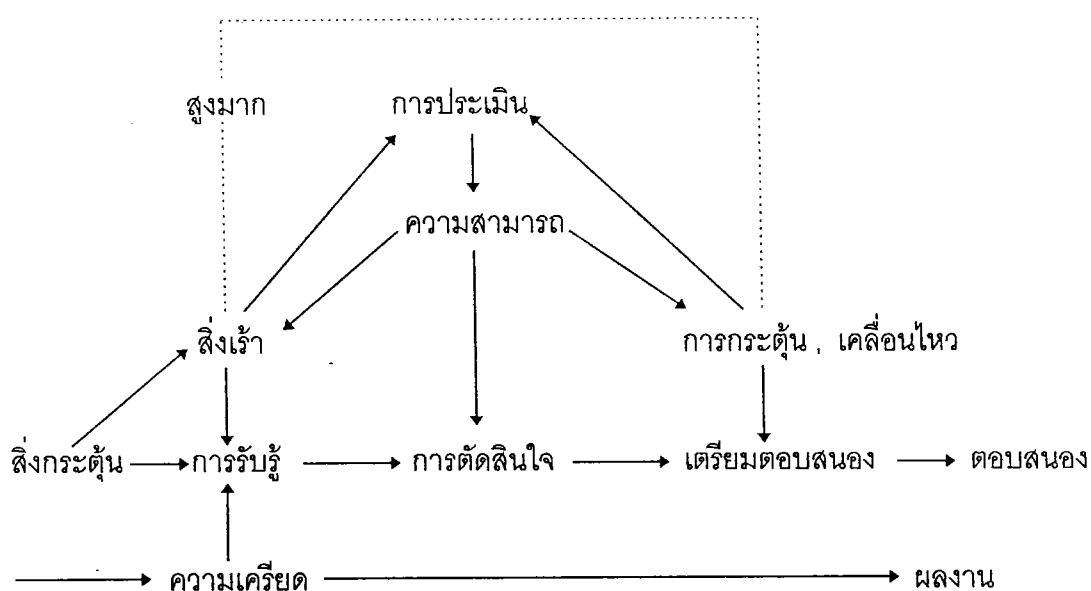 สูงมาก การประเมิน
ความสามารถ
สิ่งเร้า การกระตุ้น , เคลื่อนไหว
สิ่งกระตุ้น การรับรู้ การตัดสินใจ เตรียมตอบสนอง ตอบสนอง
ความเครียด ผลงาน